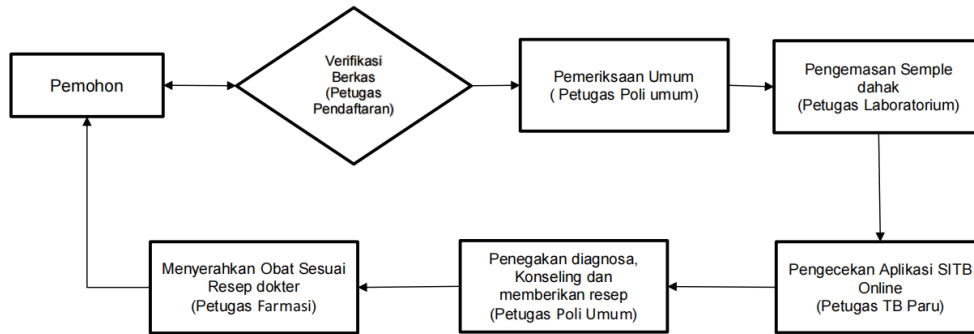 Pemohon
Verifikasi
Berkas
(Petugas
Pendaftaran)
Pemeriksaan Umum
( Petugas Poli umum)
Pengemasan Semple
dahak
(Petugas Laboratorium)
Pengecekan Aplikasi SITB
Online
(Petugas TB Paru)
Penegakan diagnosa,
Konseling dan
memberikan resep
(Petugas Poli Umum)
Menyerahkan Obat Sesuai
Resep dokter
(Petugas Farmasi)